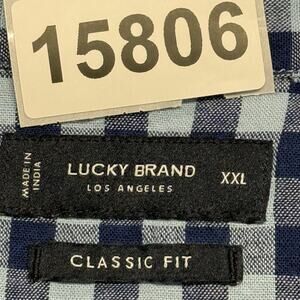 15806
MADE IN
INDIA
LUCKY BRAND
LOS ANGELES
XXL
CLASSIC FIT